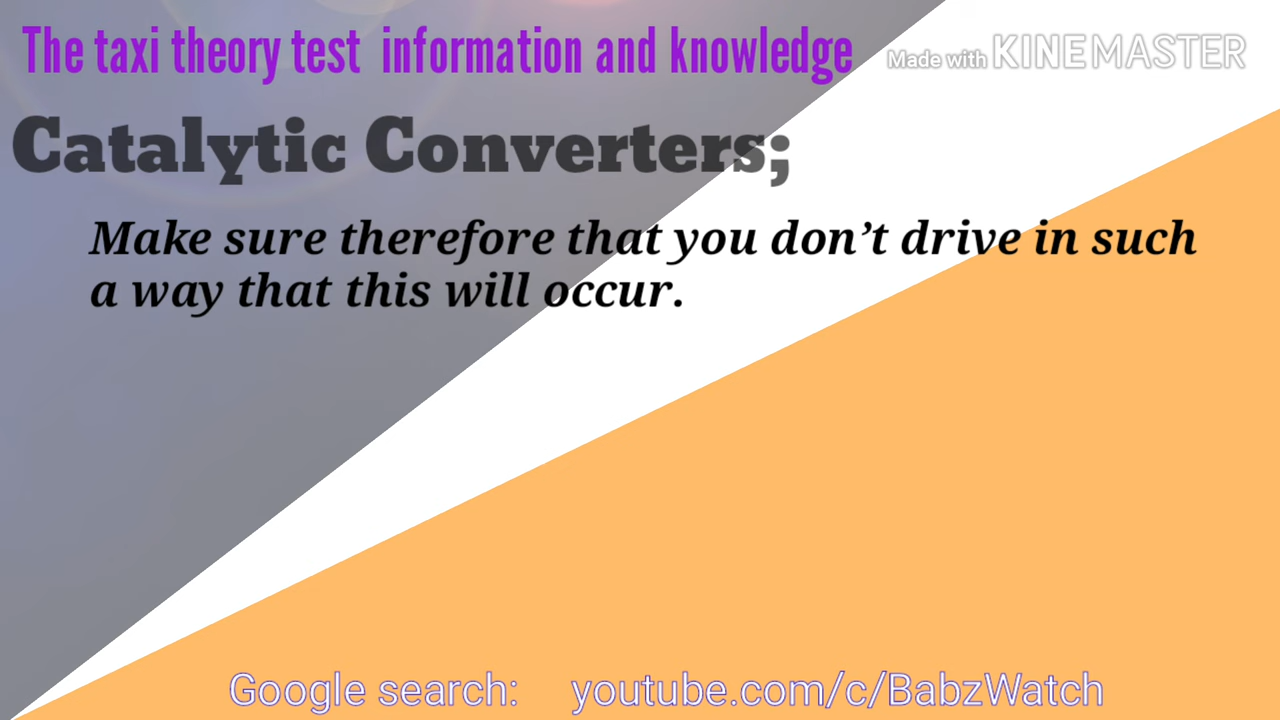 The taxi theory test information and knowledge
Made with KINEMASTER
Catalytic Converters;
Make sure therefore that you don’t drive in such
a way that this will occur.
Google search: youtube.com/c/BabzWatch